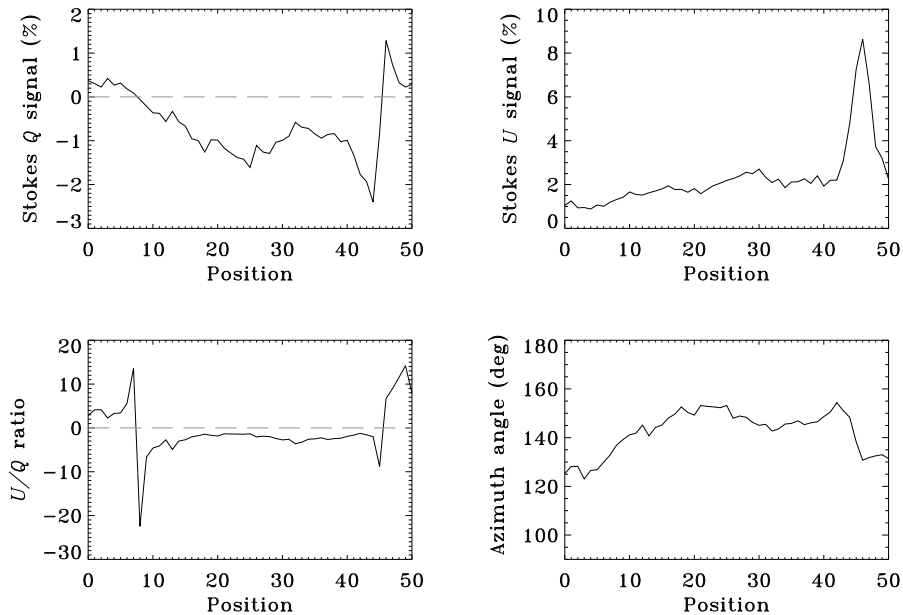 Stokes Q signal (%)
2
1
0
−1
−2
−3
0 10 20 30 40 50
Position
Stokes U signal (%)
10
8
6
4
2
0
0 10 20 30 40 50
Position
U/Q ratio
20
10
0
−10
−20
−30
0 10 20 30 40 50
Position
Azimuth angle (deg)
180
160
140
120
100
0 10 20 30 40 50
Position